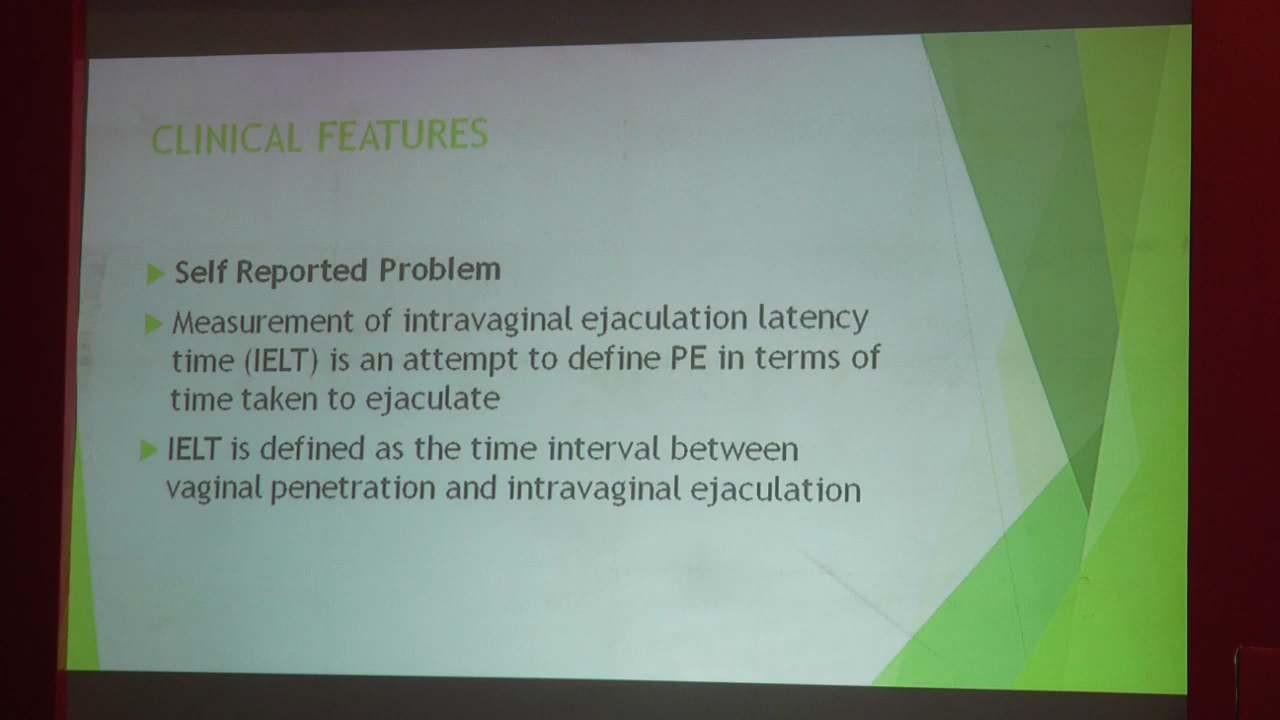 CLINICAL FEATURES
Self Reported Problem
Measurement of intravaginal ejaculation latency
time (IELT) is an attempt to define PE in terms of
time taken to ejaculate
IELT is defined as the time interval between
vaginal penetration and intravaginal ejaculation